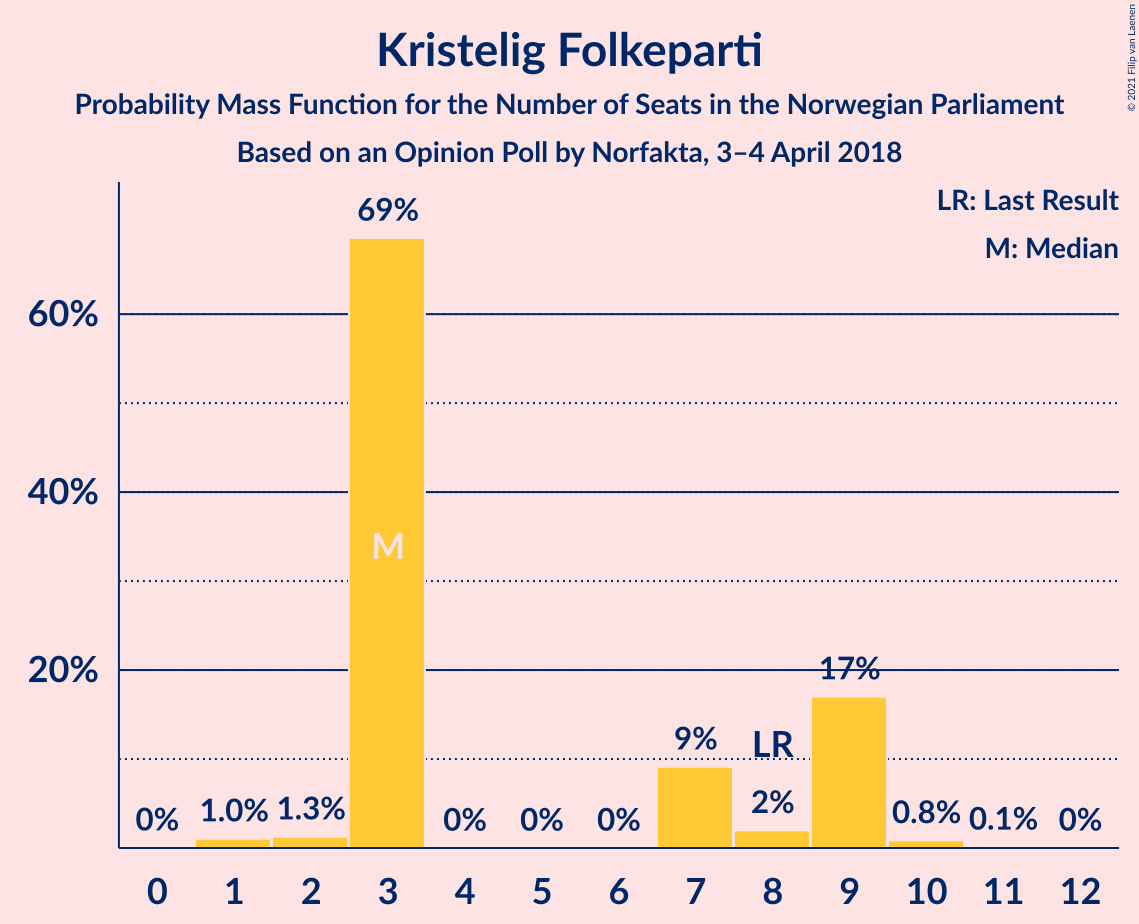 Kristelig Folkeparti
Probability Mass Function for the Number of Seats in the Norwegian Parliament
Based on an Opinion Poll by Norfakta, 3–4 April 2018
© 2021 Filip van Laenen
LR: Last Result
M: Median
60%
40%
20%
0%
1.0%
1.3%
69%
M
0%
0%
0%
9%
LR
2%
17%
0.8%
0.1%
0%
0 1 2 3 4 5 6 7 8 9 10 11 12